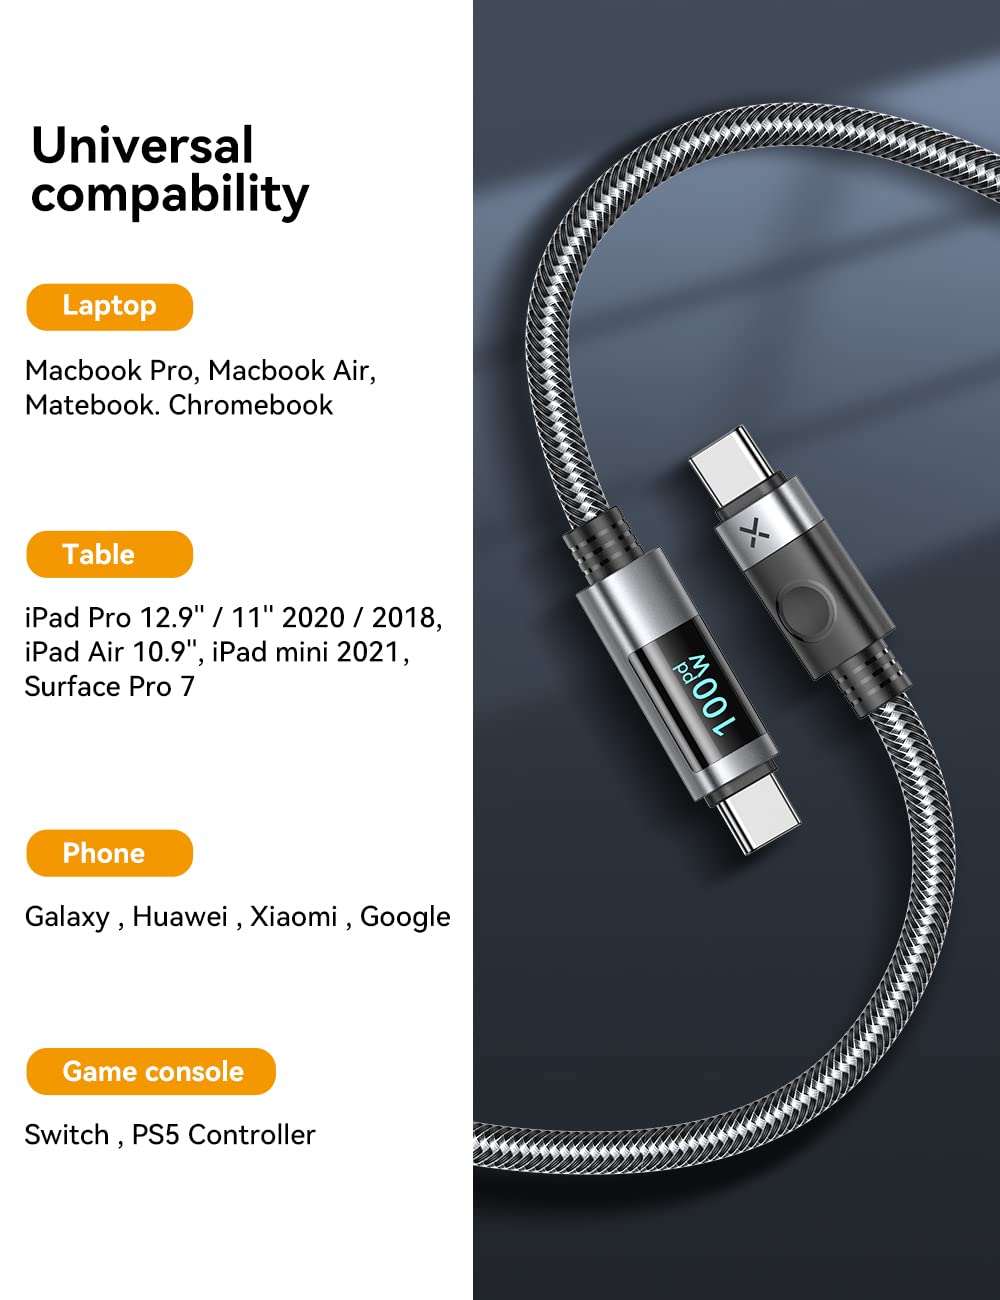 Universal
compability
Laptop
Macbook Pro, Macbook Air,
Matebook. Chromebook
Table
iPad Pro 12.9" / 11" 2020 / 2018,
iPad Air 10.9", iPad mini 2021,
Surface Pro 7
Phone
Galaxy , Huawei , Xiaomi , Google
Game console
Switch , PS5 Controller
100W
pd